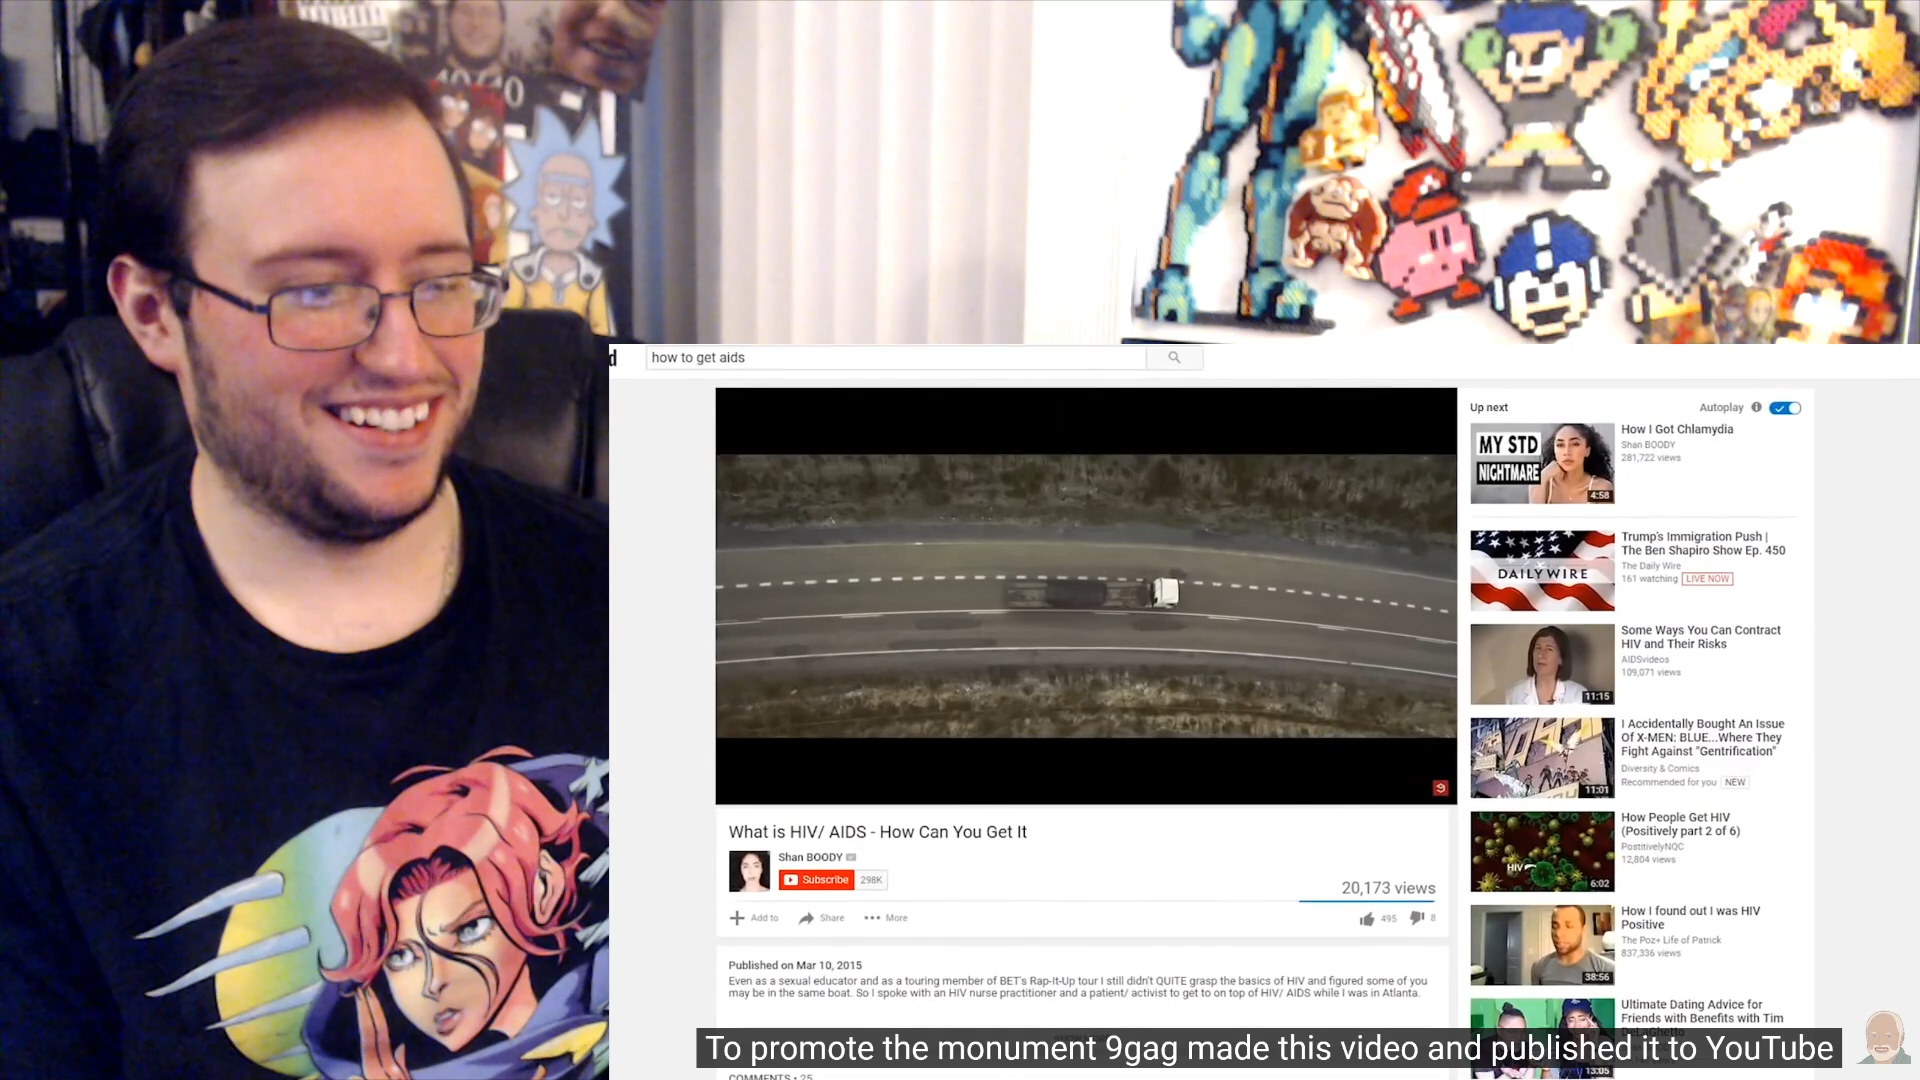 40/40
d
how to get aids
Up next
Autoplay
MY STD
NIGHTMARE
4:58
How I Got Chlamydia
Shan BOODY
281,722 views
DAILY WIRE
Trump's Immigration Push |
The Ben Shapiro Show Ep. 450
The Daily Wire
161 watching LIVE NOW
11:15
Some Ways You Can Contract
HIV and Their Risks
AIDSvideos
109,071 views
11:01
I Accidentally Bought An Issue
Of X-MEN: BLUE...Where They
Fight Against "Gentrification"
Diversity & Comics
Recommended for you NEW
HIV
6:02
How People Get HIV
(Positively part 2 of 6)
PostitivelyNQC
12,804 views
38:56
How I found out I was HIV
Positive
The Poz+ Life of Patrick
837,336 views
13:05
Ultimate Dating Advice for
Friends with Benefits with Tim
DeLaGhetto
What is HIV/ AIDS - How Can You Get It
Shan BOODY
Subscribe 298K
20,173 views
Add to Share More
495 8
Published on Mar 10, 2015
Even as a sexual educator and as a touring member of BET's Rap-It-Up tour I still didn't QUITE grasp the basics of HIV and figured some of you
may be in the same boat. So I spoke with an HIV nurse practitioner and a patient/ activist to get to on top of HIV/ AIDS while I was in Atlanta.
To promote the monument 9gag made this video and published it to YouTube
COMMENTS • 25